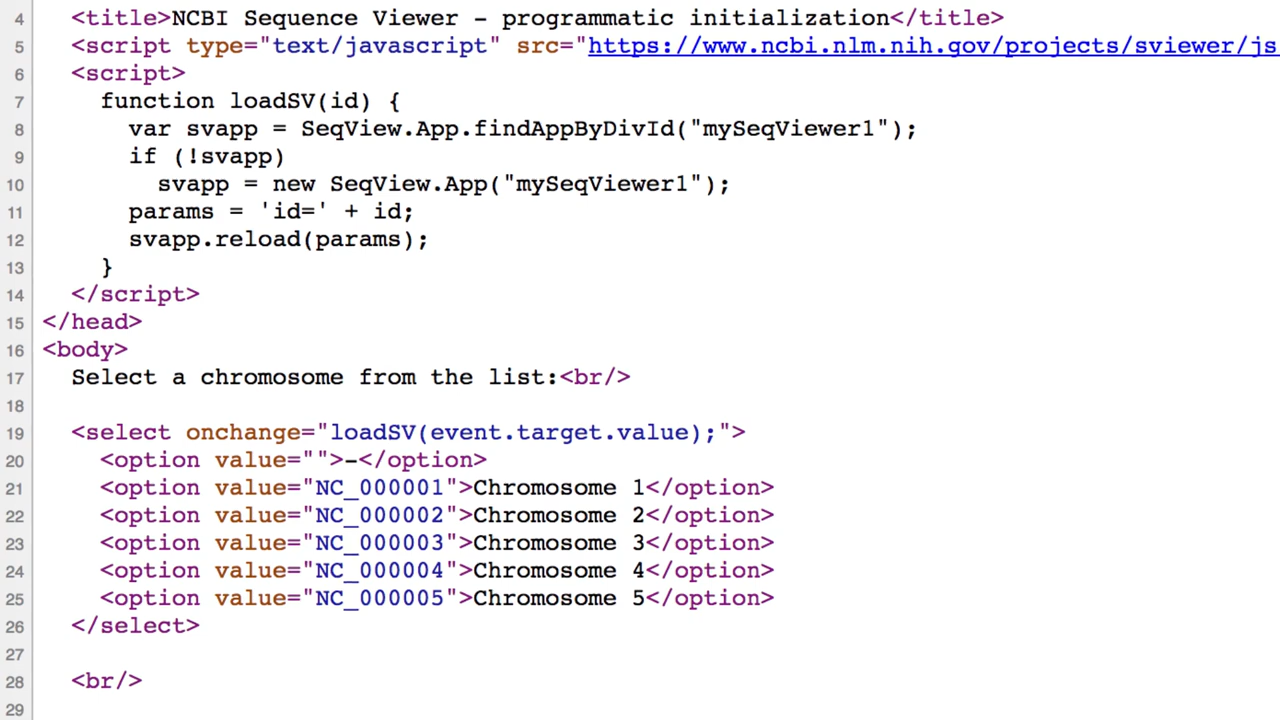 4 <title>NCBI Sequence Viewer - programmatic initialization</title>
5 <script type="text/javascript" src="https://www.ncbi.nlm.nih.gov/projects/sviewer/js
6 <script>
7 function loadSV(id) {
8 var svapp = SeqView.App.findAppByDivId("mySeqViewer1");
9 if (!svapp)
10 svapp = new SeqView.App("mySeqViewer1");
11 params = 'id=' + id;
12 svapp.reload(params);
13 }
14 </script>
15 </head>
16 <body>
17 Select a chromosome from the list:<br/>
18
19 <select onchange="loadSV(event.target.value);">
20 <option value="">-</option>
21 <option value="NC_000001">Chromosome 1</option>
22 <option value="NC_000002">Chromosome 2</option>
23 <option value="NC_000003">Chromosome 3</option>
24 <option value="NC_000004">Chromosome 4</option>
25 <option value="NC_000005">Chromosome 5</option>
26 </select>
27
28 <br/>
29